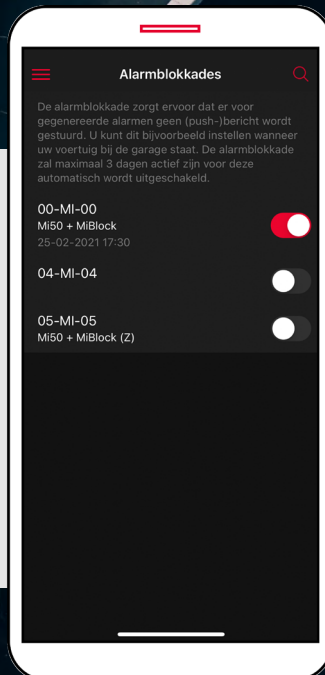 Alarmblokkades
De alarmblokkade zorgt ervoor dat er voor
gegenereerde alarmen geen (push-)bericht wordt
gestuurd. U kunt dit bijvoorbeeld instellen wanneer
uw voertuig bij de garage staat. De alarmblokkade
zal maximaal 3 dagen actief zijn voor deze
automatisch wordt uitgeschakeld.
00-MI-00
Mi50 + MiBlock
25-02-2021 17:30
04-MI-04
05-MI-05
Mi50 + MiBlock (Z)